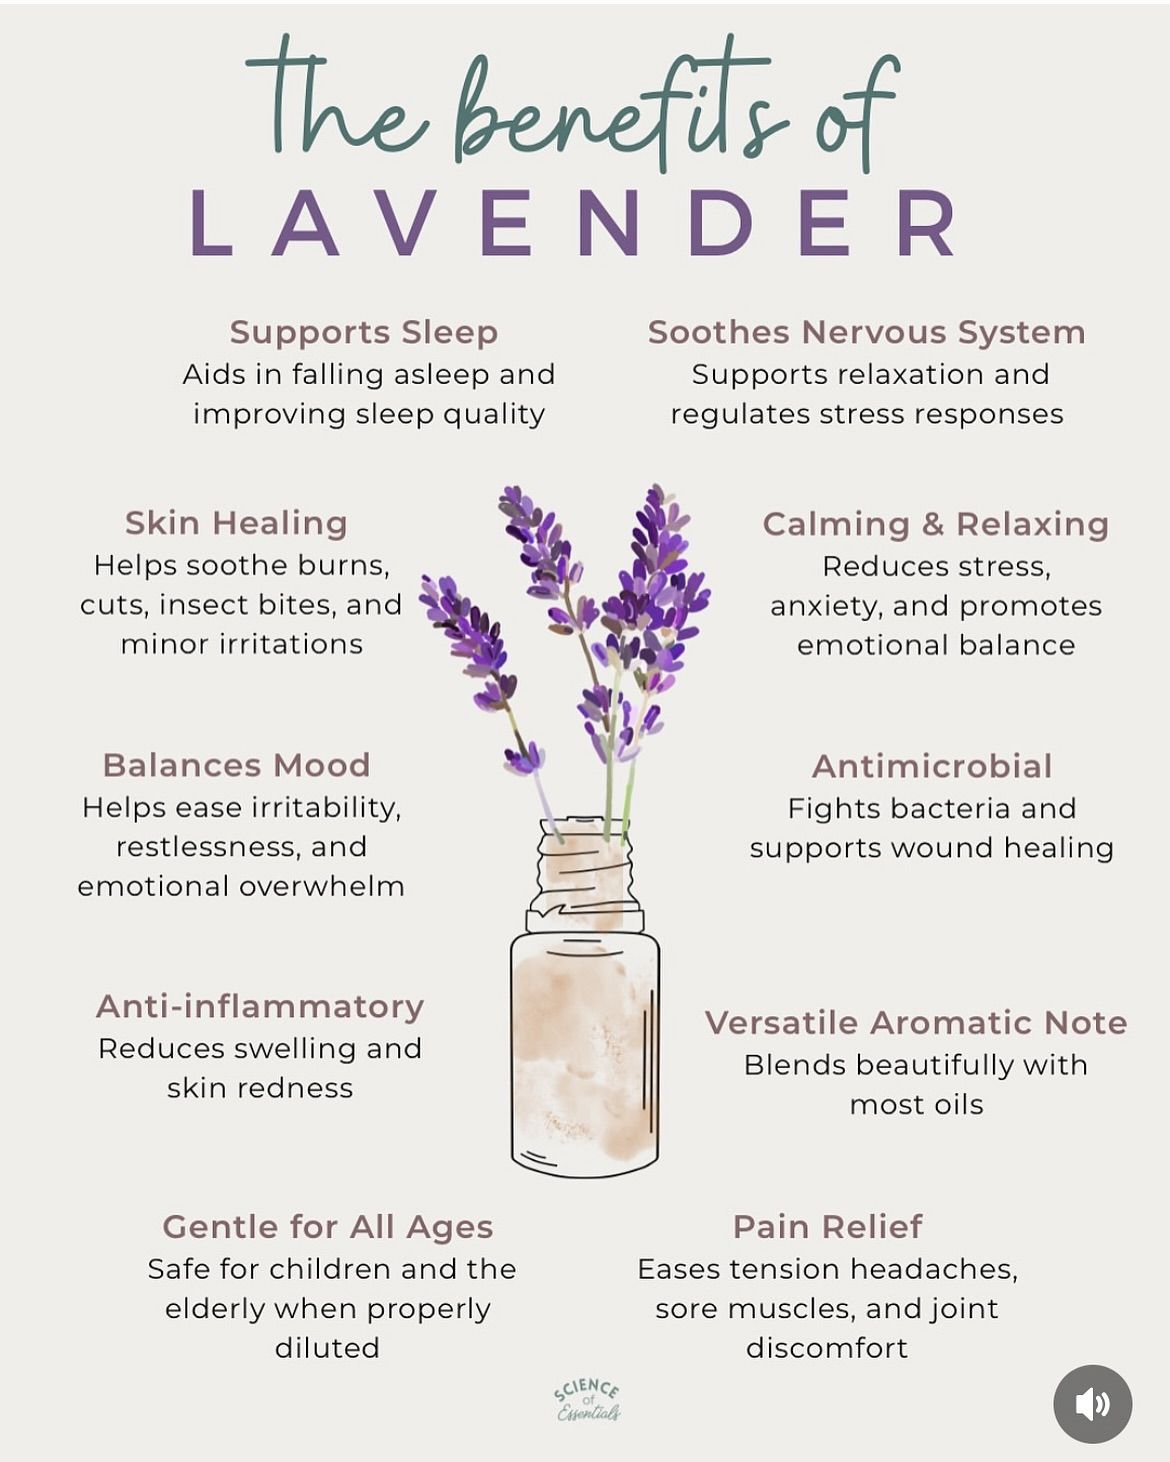 the benefits of
LAVENDER
Supports Sleep
Aids in falling asleep and
improving sleep quality
Soothes Nervous System
Supports relaxation and
regulates stress responses
Skin Healing
Helps soothe burns,
cuts, insect bites, and
minor irritations
Calming & Relaxing
Reduces stress,
anxiety, and promotes
emotional balance
Balances Mood
Helps ease irritability,
restlessness, and
emotional overwhelm
Antimicrobial
Fights bacteria and
supports wound healing
Anti-inflammatory
Reduces swelling and
skin redness
Versatile Aromatic Note
Blends beautifully with
most oils
Gentle for All Ages
Safe for children and the
elderly when properly
diluted
Pain Relief
Eases tension headaches,
sore muscles, and joint
discomfort
SCIENCE
of
Essentials